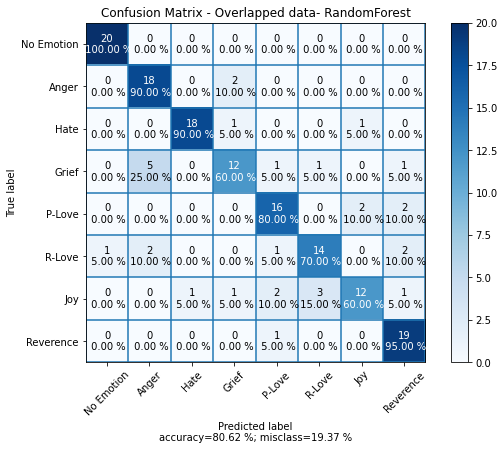 Confusion Matrix - Overlapped data- RandomForest
No Emotion 20 0 0 0 0 0 0 0
100.00 % 0.00 % 0.00 % 0.00 % 0.00 % 0.00 % 0.00 % 0.00 %
Anger 0 18 0 2 0 0 0 0
0.00 % 90.00 % 0.00 % 10.00 % 0.00 % 0.00 % 0.00 % 0.00 %
Hate 0 0 18 1 0 0 1 0
0.00 % 0.00 % 90.00 % 5.00 % 0.00 % 0.00 % 5.00 % 0.00 %
Grief 0 5 0 12 1 1 0 1
0.00 % 25.00 % 0.00 % 60.00 % 5.00 % 5.00 % 0.00 % 5.00 %
P-Love 0 0 0 0 16 0 2 2
0.00 % 0.00 % 0.00 % 0.00 % 80.00 % 0.00 % 10.00 % 10.00 %
R-Love 1 2 0 0 1 14 0 2
5.00 % 10.00 % 0.00 % 0.00 % 5.00 % 70.00 % 0.00 % 10.00 %
Joy 0 0 1 1 2 3 12 1
0.00 % 0.00 % 5.00 % 5.00 % 10.00 % 15.00 % 60.00 % 5.00 %
Reverence 0 0 0 0 1 0 0 19
0.00 % 0.00 % 0.00 % 0.00 % 5.00 % 0.00 % 0.00 % 95.00 %
True label
No Emotion Anger Hate Grief P-Love R-Love Joy Reverence
Predicted label
accuracy=80.62 %; misclass=19.37 %
20.0
17.5
15.0
12.5
10.0
7.5
5.0
2.5
0.0